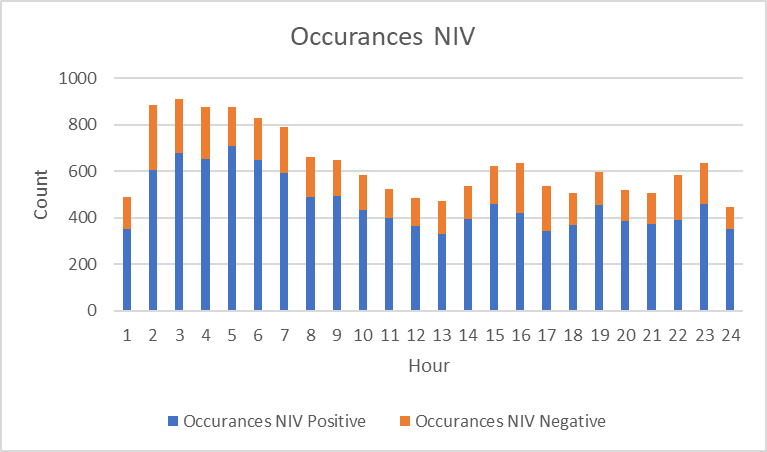 Occurances NIV
1000
800
600
400
200
0
Count
1 2 3 4 5 6 7 8 9 10 11 12 13 14 15 16 17 18 19 20 21 22 23 24
Hour
Occurances NIV Positive Occurances NIV Negative